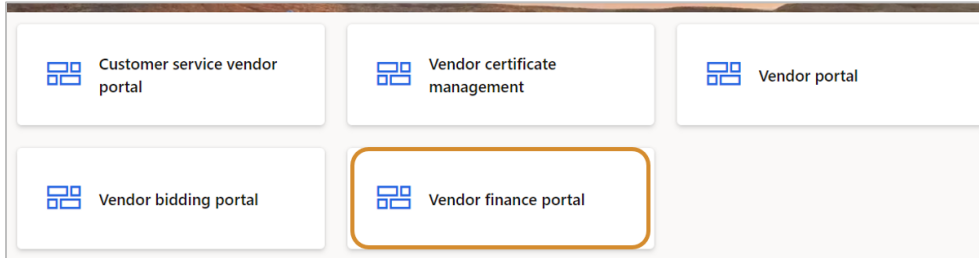 Customer service vendor
portal
Vendor certificate
management
Vendor portal
Vendor bidding portal
Vendor finance portal